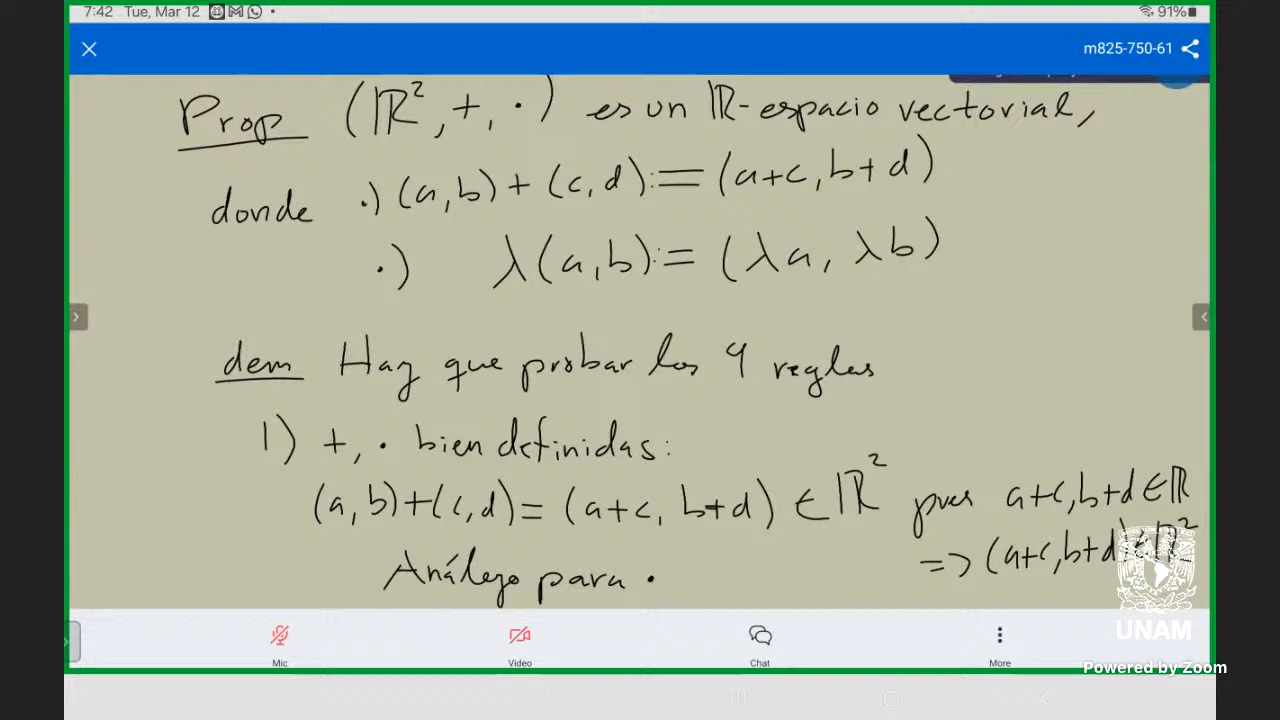 7:42 Tue, Mar 12
91%
m825-750-61
Prop (ℝ², +, ·) es un ℝ-espacio vectorial,
donde ·) (a,b) + (c,d) := (a+c, b+d)
·) λ(a,b) := (λa, λb)
dem Hay que probar las 9 reglas
1) +, · bien definidas:
(a,b)+(c,d) = (a+c, b+d) ∈ ℝ² pues a+c, b+d ∈ ℝ
=> (a+c, b+d) ∈ ℝ²
Análogo para ·
UNAM
Mic Video Chat More
Powered by Zoom